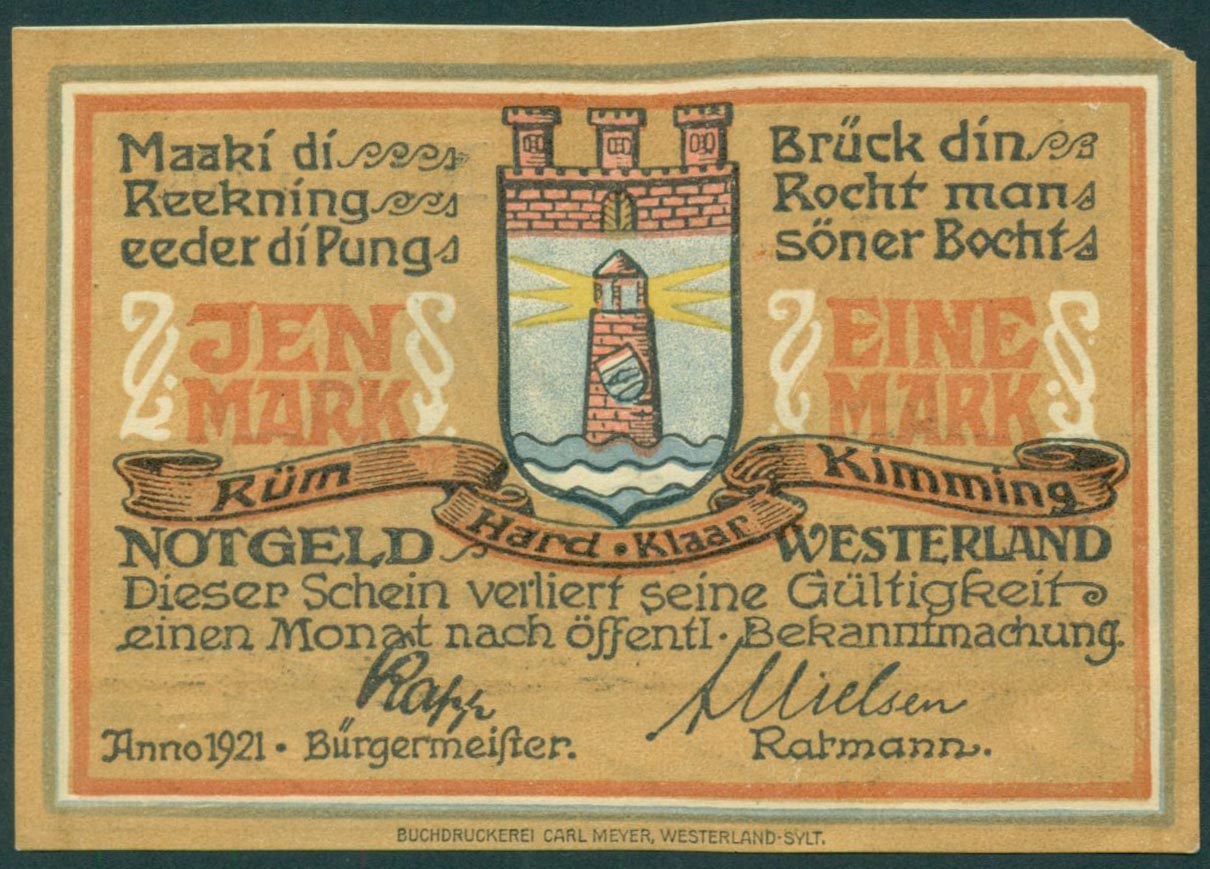 Maaki di
Reekning
eeder di Pung
Brück din
Rocht man
söner Bocht
JEN
MARK
EINE
MARK
Rüm
Hard · Klaar
Kimming
NOTGELD WESTERLAND
Dieser Schein verliert seine Gültigkeit
einen Monat nach öffentl. Bekanntmachung.
Rapp
Nielsen
Anno 1921 · Bürgermeister. Ratmann.
BUCHDRUCKEREI CARL MEYER, WESTERLAND-SYLT.